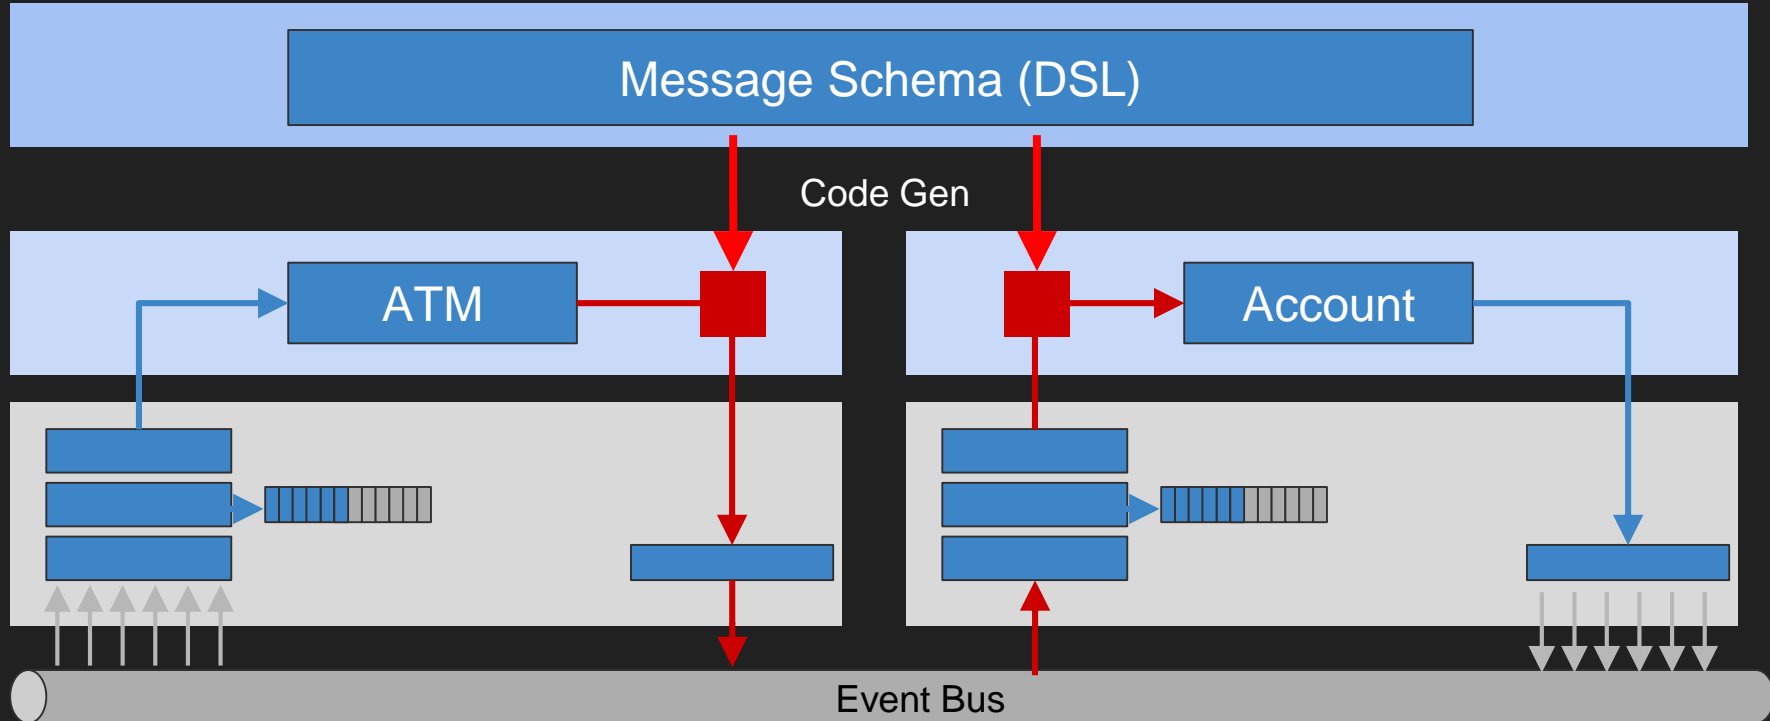 Message Schema (DSL)
Code Gen
ATM
Account
Event Bus